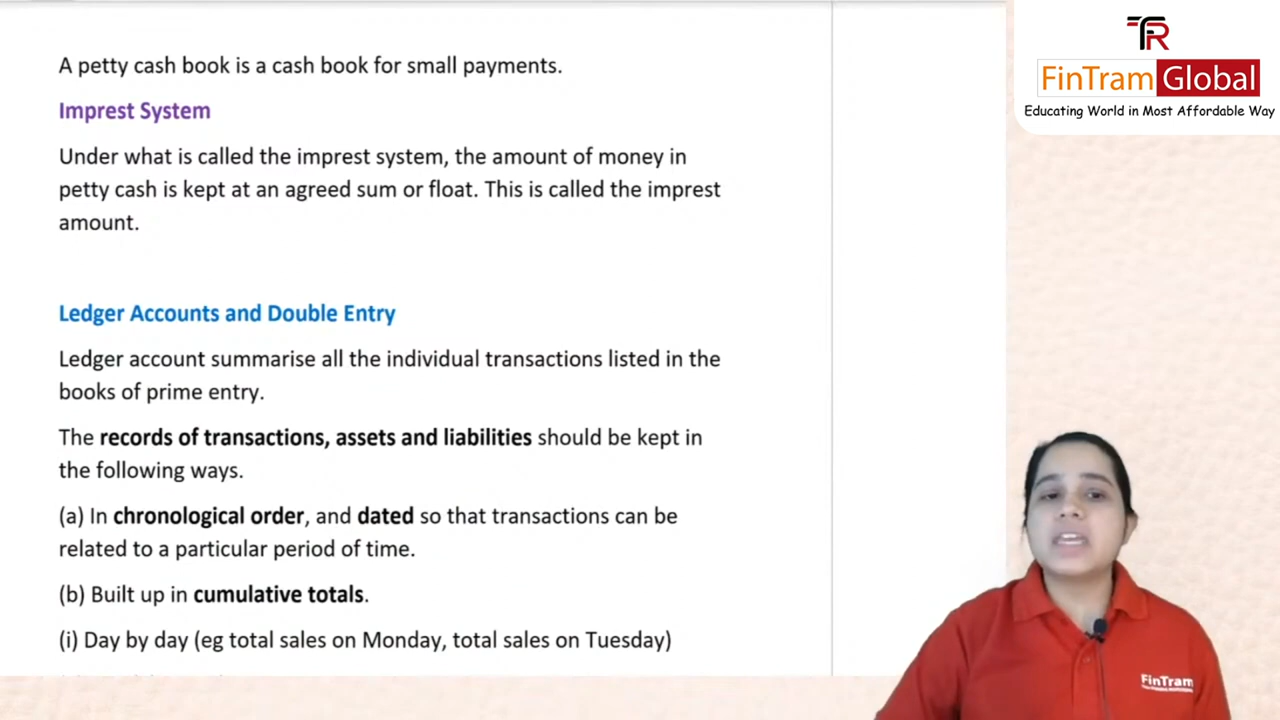 A petty cash book is a cash book for small payments.
Imprest System
Under what is called the imprest system, the amount of money in
petty cash is kept at an agreed sum or float. This is called the imprest
amount.
Ledger Accounts and Double Entry
Ledger account summarise all the individual transactions listed in the
books of prime entry.
The records of transactions, assets and liabilities should be kept in
the following ways.
(a) In chronological order, and dated so that transactions can be
related to a particular period of time.
(b) Built up in cumulative totals.
(i) Day by day (eg total sales on Monday, total sales on Tuesday)
FinTram Global
Educating World in Most Affordable Way
FinTram